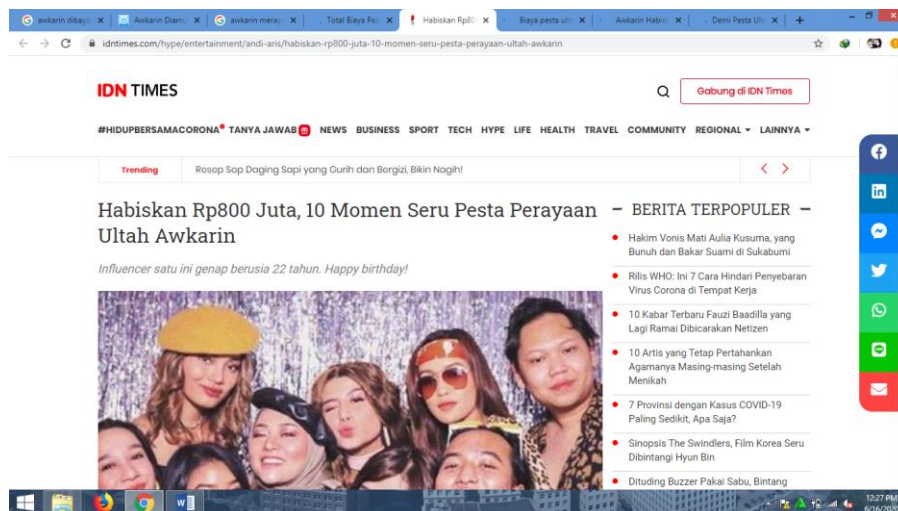 awkarin dibaya
Awkarin Diamu
awkarin meraya
Total Biaya Pes
Habiskan Rp80
Biaya pesta ult
Awkarin Habisk
Demi Pesta Ula
idntimes.com/hype/entertainment/andi-aris/habiskan-rp800-juta-10-momen-seru-pesta-perayaan-ultah-awkarin
IDN TIMES
Gabung di IDN Times
#HIDUPBERSAMACORONA TANYA JAWAB NEWS BUSINESS SPORT TECH HYPE LIFE HEALTH TRAVEL COMMUNITY REGIONAL LAINNYA
Trending
Resep Sop Daging Sapi yang Gurih dan Bergizi, Bikin Nagih!
Habiskan Rp800 Juta, 10 Momen Seru Pesta Perayaan
Ultah Awkarin
Influencer satu ini genap berusia 22 tahun. Happy birthday!
BERITA TERPOPULER
Hakim Vonis Mati Aulia Kusuma, yang
Bunuh dan Bakar Suami di Sukabumi
Rilis WHO: Ini 7 Cara Hindari Penyebaran
Virus Corona di Tempat Kerja
10 Kabar Terbaru Fauzi Baadilla yang
Lagi Ramai Dibicarakan Netizen
10 Artis yang Tetap Pertahankan
Agamanya Masing-masing Setelah
Menikah
7 Provinsi dengan Kasus COVID-19
Paling Sedikit, Apa Saja?
Sinopsis The Swindlers, Film Korea Seru
Dibintangi Hyun Bin
Dituding Buzzer Pakai Sabu, Bintang
12:27 PM
6/16/2020